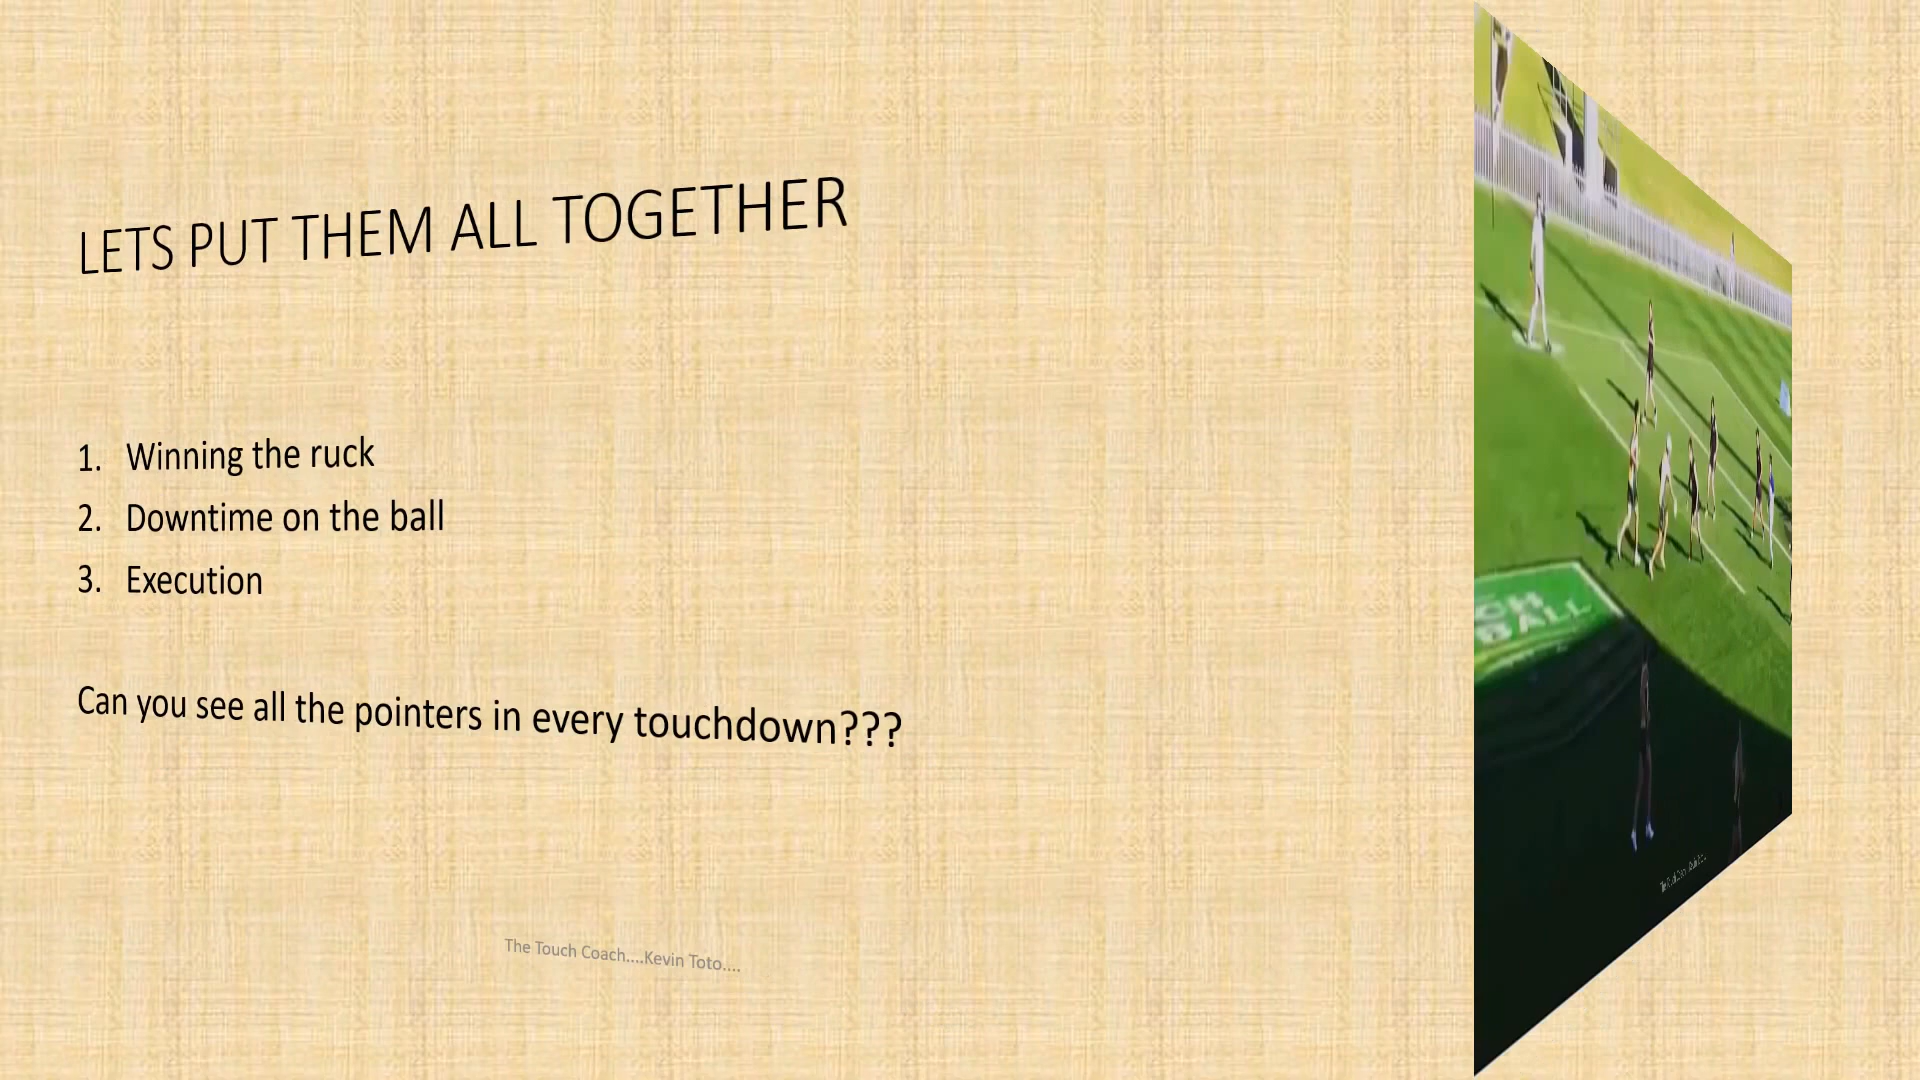 LETS PUT THEM ALL TOGETHER
1. Winning the ruck
2. Downtime on the ball
3. Execution
Can you see all the pointers in every touchdown???
The Touch Coach....Kevin Toto....
BALL